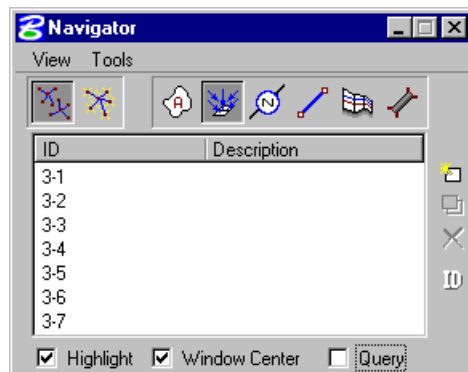 Navigator
View Tools
A N
ID Description
3-1
3-2
3-3
3-4
3-5
3-6
3-7
ID
Highlight Window Center Query